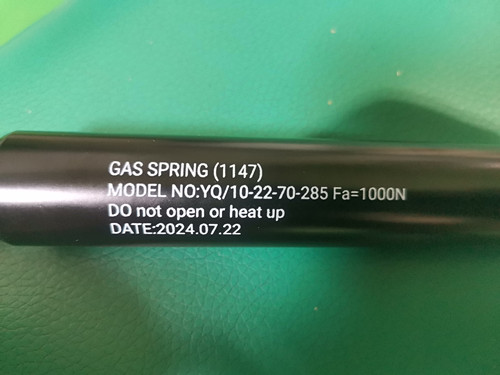 GAS SPRING (1147)
MODEL NO:YQ/10-22-70-285 Fa=1000N
DO not open or heat up
DATE:2024.07.22